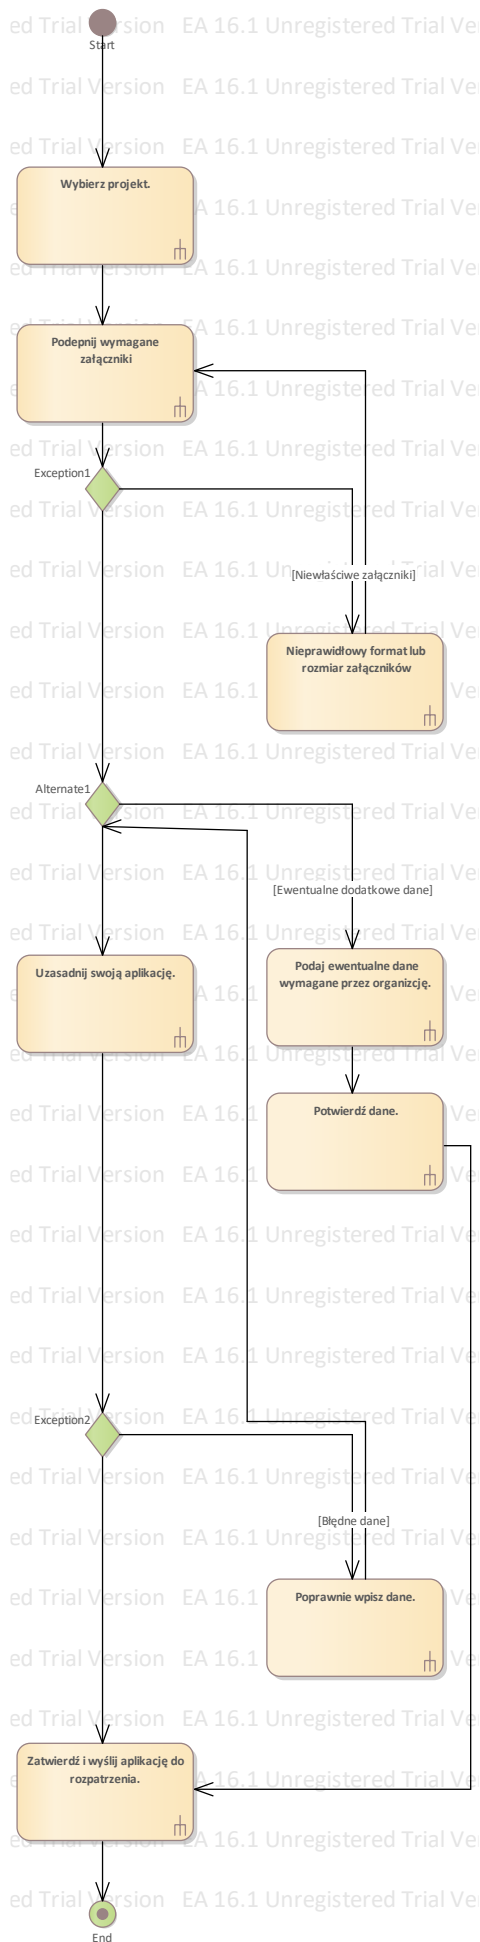 Start
Wybierz projekt.
Podepnij wymagane
załączniki
Exception1
[Niewłaściwe załączniki]
Nieprawidłowy format lub
rozmiar załączników
Alternate1
[Ewentualne dodatkowe dane]
Uzasadnij swoją aplikację.
Podaj ewentualne dane
wymagane przez organizcję.
Potwierdź dane.
Exception2
[Błędne dane]
Poprawnie wpisz dane.
Zatwierdź i wyślij aplikację do
rozpatrzenia.
End
EA 16.1 Unregistered Trial Version